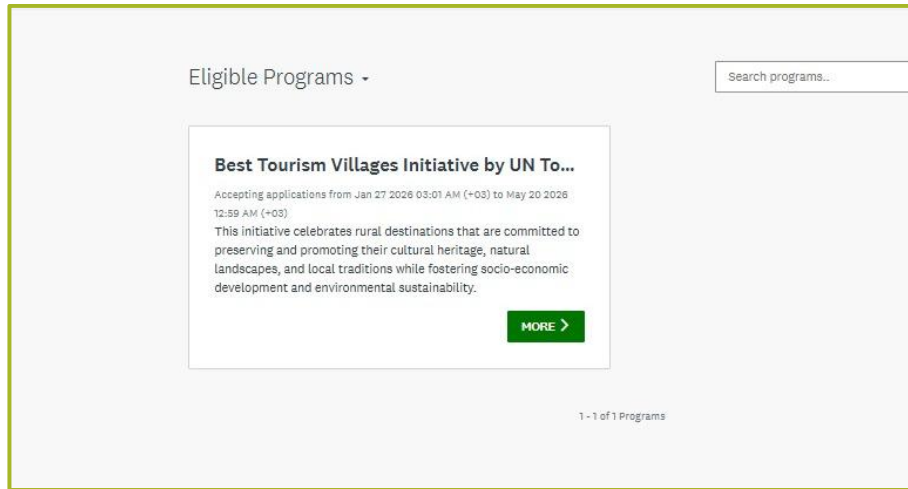 Eligible Programs
Search programs..
Best Tourism Villages Initiative by UN To...
Accepting applications from Jan 27 2026 03:01 AM (+03) to May 20 2026
12:59 AM (+03)
This initiative celebrates rural destinations that are committed to
preserving and promoting their cultural heritage, natural
landscapes, and local traditions while fostering socio-economic
development and environmental sustainability.
MORE
1 - 1 of 1 Programs